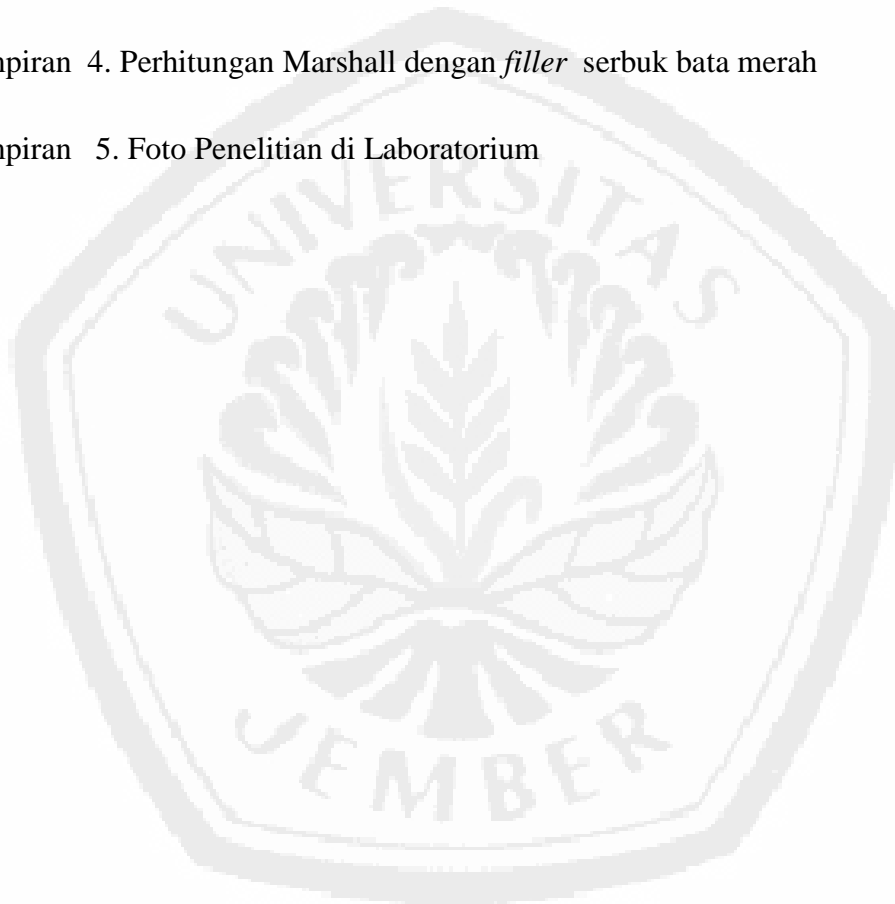 npiran 4. Perhitungan Marshall dengan filler serbuk bata merah
npiran 5. Foto Penelitian di Laboratorium
UNIVERSITAS
JEMBER